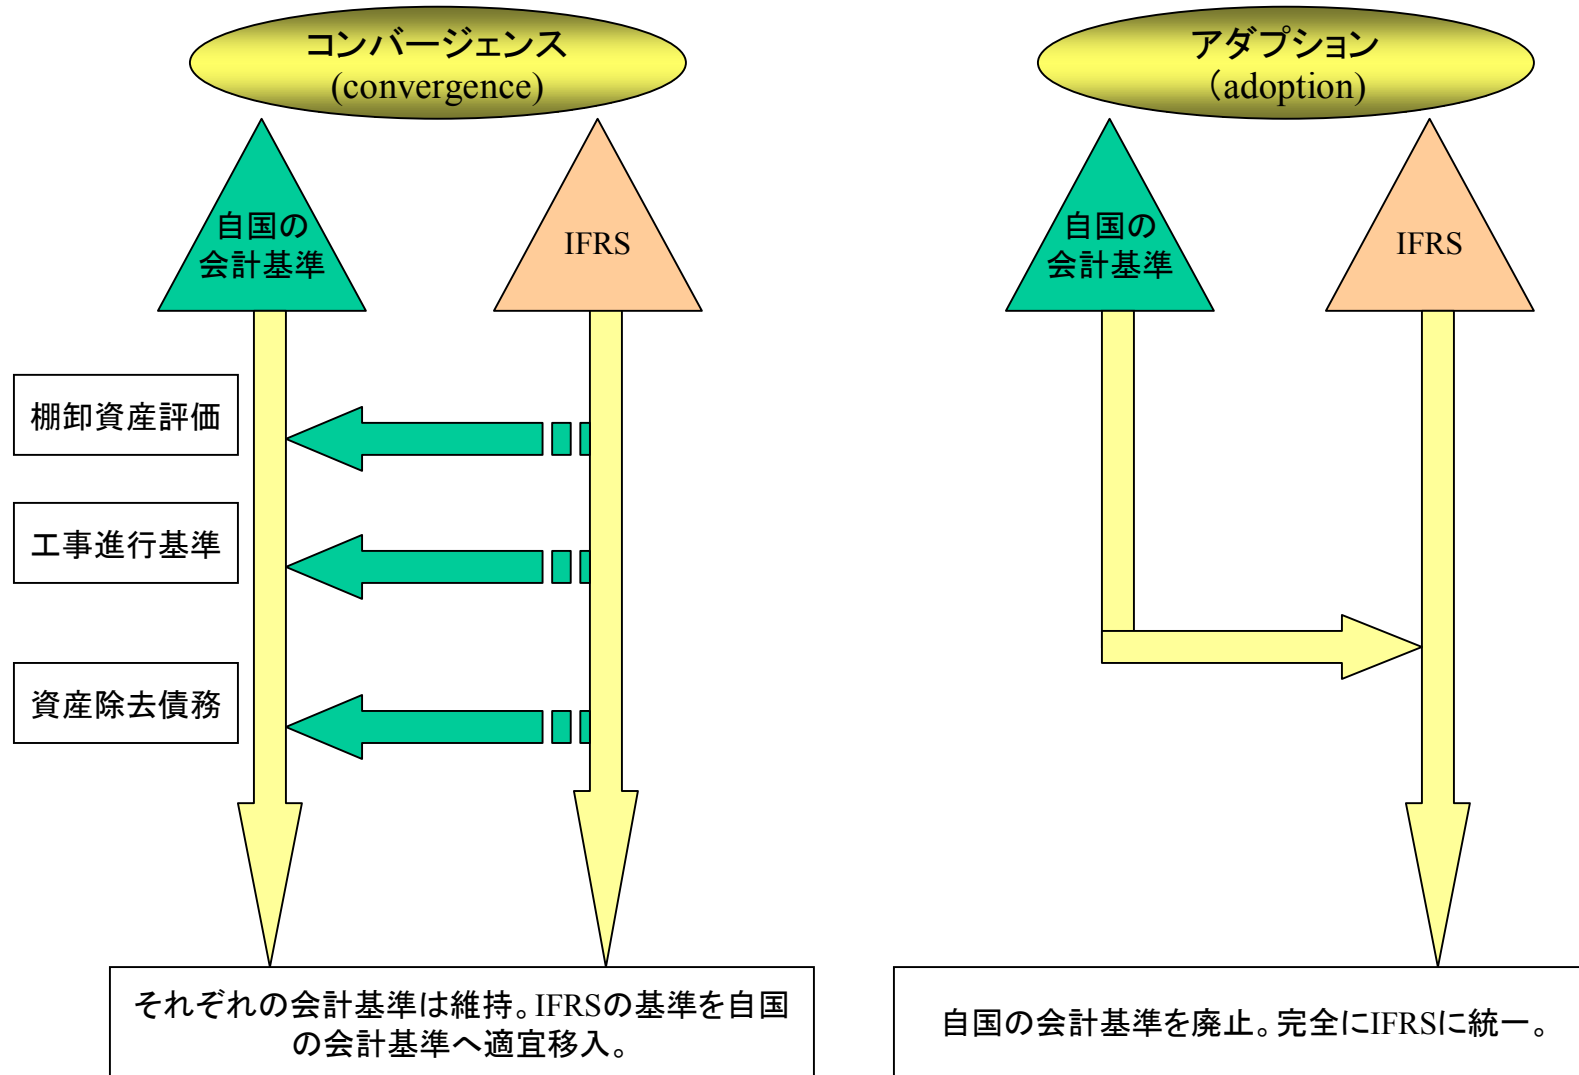 コンバージェンス
(convergence)
アダプション
（adoption)
自国の
会計基準
IFRS
自国の
会計基準
IFRS
棚卸資産評価
工事進行基準
資産除去債務
それぞれの会計基準は維持。IFRSの基準を自国
の会計基準へ適宜移入。
自国の会計基準を廃止。完全にIFRSに統一。